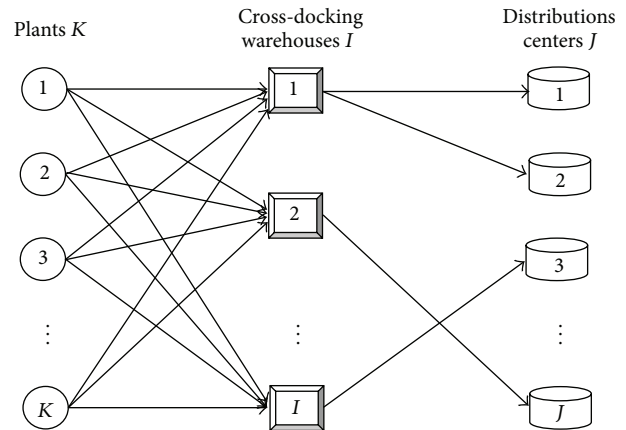 Plants K
Cross-docking
warehouses I
Distributions
centers J
1
1
1
2
2
2
3
3
⋮
⋮
⋮
K
I
J